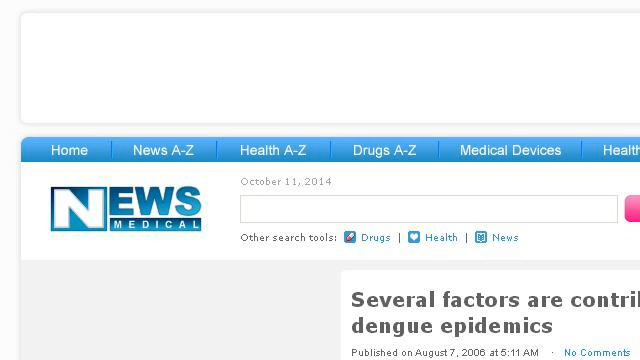 Home News A-Z Health A-Z Drugs A-Z Medical Devices Healt
October 11, 2014
NEWS
MEDICAL
Other search tools: Drugs | Health | News
Several factors are contri
dengue epidemics
Published on August 7, 2006 at 5:11 AM · No Comments